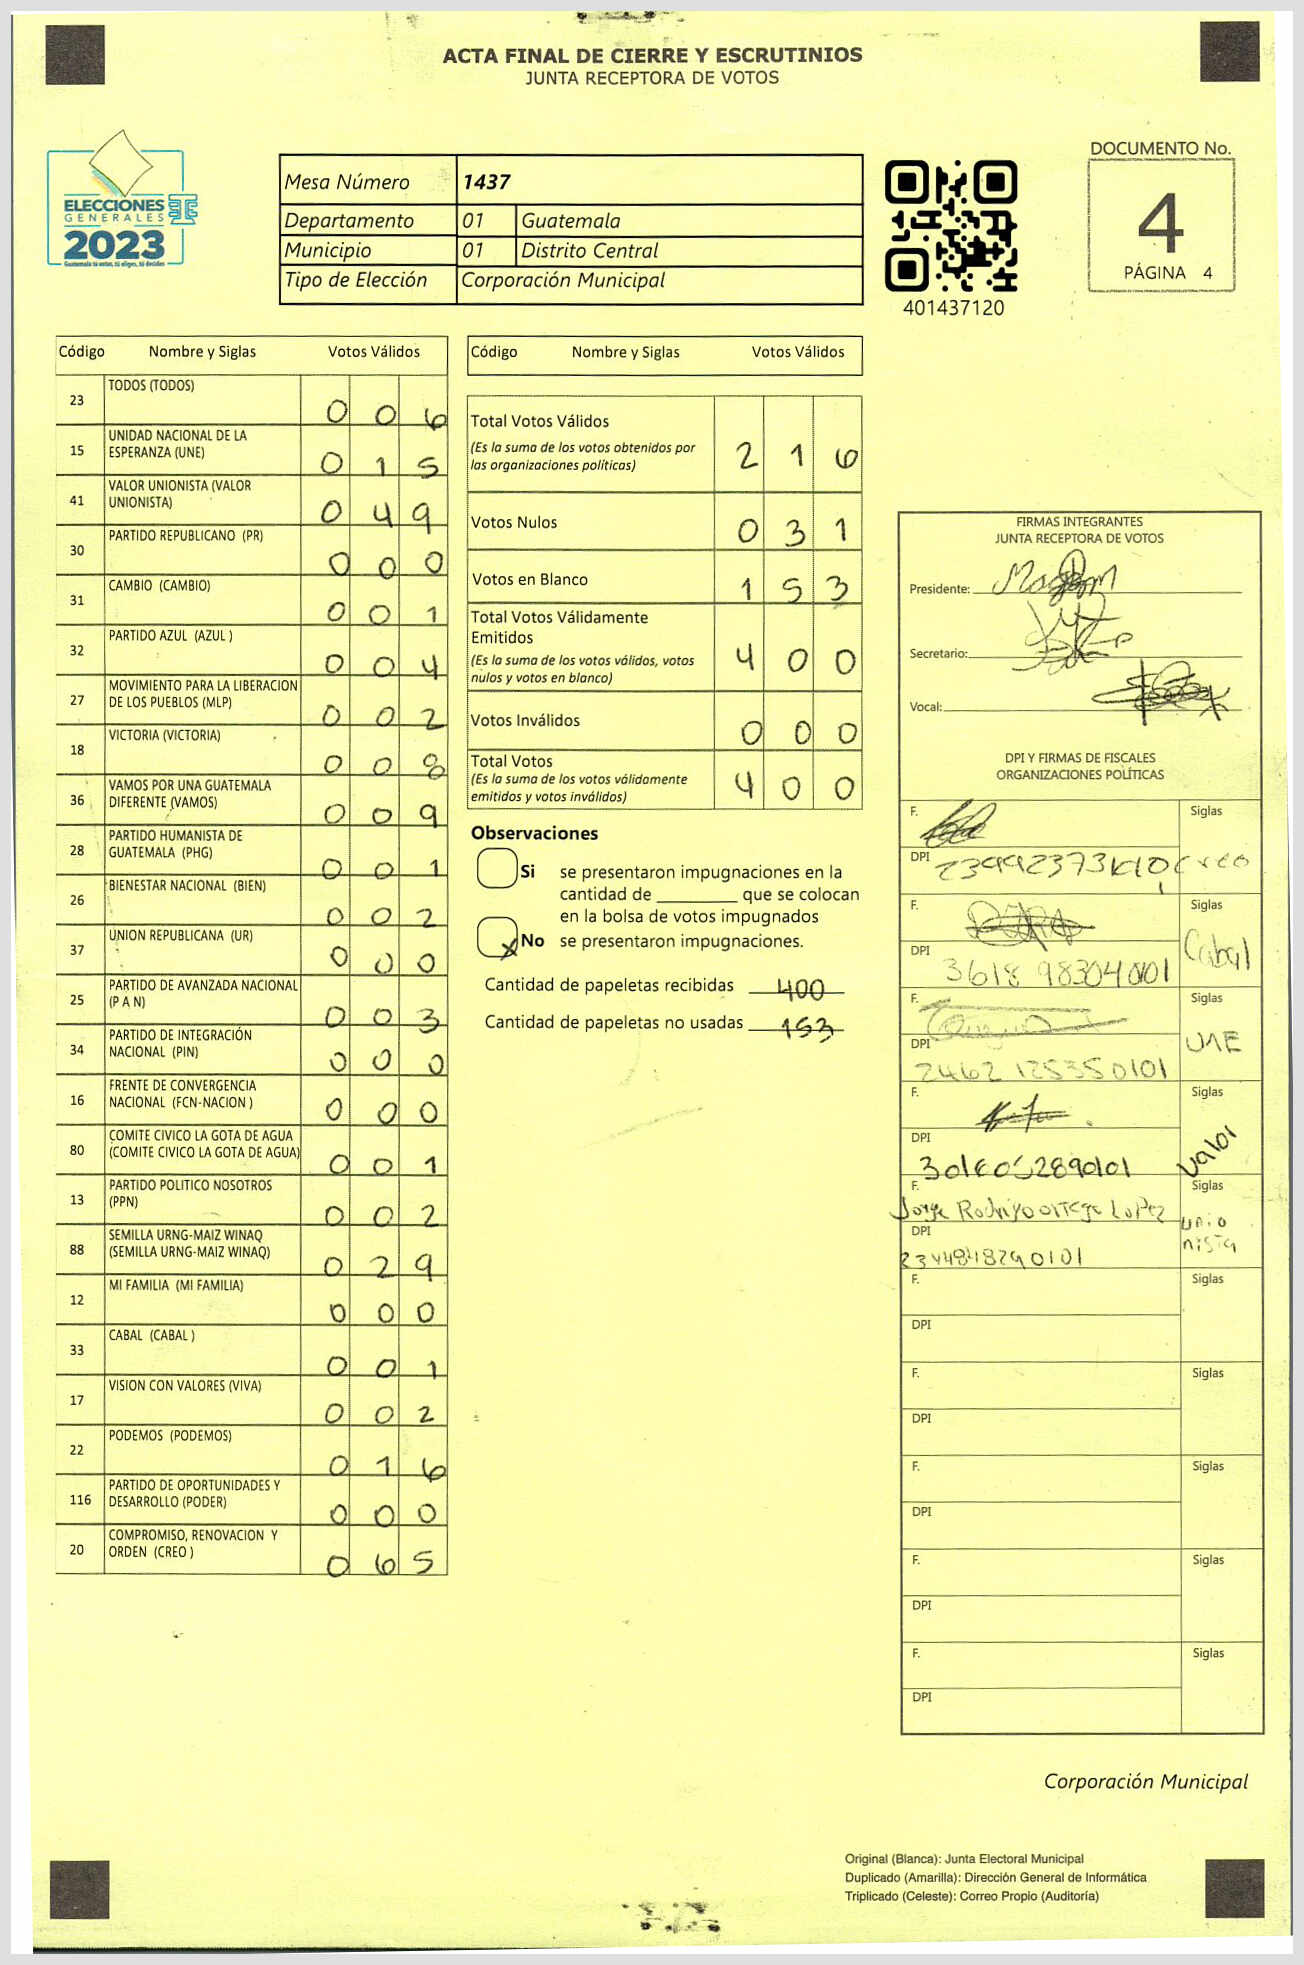 ACTA FINAL DE CIERRE Y ESCRUTINIOS
JUNTA RECEPTORA DE VOTOS
ELECCIONES
GENERALES
2023
Guatemala tú votas, tú eliges, tú decides
Mesa Número 1437
Departamento 01 Guatemala
Municipio 01 Distrito Central
Tipo de Elección Corporación Municipal
401437120
DOCUMENTO No.
4
PÁGINA 4
Código Nombre y Siglas Votos Válidos
23 TODOS (TODOS) 0 0 6
15 UNIDAD NACIONAL DE LA
ESPERANZA (UNE) 0 1 5
41 VALOR UNIONISTA (VALOR
UNIONISTA) 0 4 9
30 PARTIDO REPUBLICANO (PR) 0 0 0
31 CAMBIO (CAMBIO) 0 0 1
32 PARTIDO AZUL (AZUL ) 0 0 4
27 MOVIMIENTO PARA LA LIBERACION
DE LOS PUEBLOS (MLP) 0 0 2
18 VICTORIA (VICTORIA) 0 0 8
36 VAMOS POR UNA GUATEMALA
DIFERENTE (VAMOS) 0 0 9
28 PARTIDO HUMANISTA DE
GUATEMALA (PHG) 0 0 1
26 BIENESTAR NACIONAL (BIEN) 0 0 2
37 UNION REPUBLICANA (UR) 0 0 0
25 PARTIDO DE AVANZADA NACIONAL
(P A N) 0 0 3
34 PARTIDO DE INTEGRACIÓN
NACIONAL (PIN) 0 0 0
16 FRENTE DE CONVERGENCIA
NACIONAL (FCN-NACION ) 0 0 0
80 COMITE CIVICO LA GOTA DE AGUA
(COMITE CIVICO LA GOTA DE AGUA) 0 0 1
13 PARTIDO POLITICO NOSOTROS
(PPN) 0 0 2
88 SEMILLA URNG-MAIZ WINAQ
(SEMILLA URNG-MAIZ WINAQ) 0 2 9
12 MI FAMILIA (MI FAMILIA) 0 0 0
33 CABAL (CABAL ) 0 0 1
17 VISION CON VALORES (VIVA) 0 0 2
22 PODEMOS (PODEMOS) 0 1 6
116 PARTIDO DE OPORTUNIDADES Y
DESARROLLO (PODER) 0 0 0
20 COMPROMISO, RENOVACION Y
ORDEN (CREO ) 0 6 5
Código Nombre y Siglas Votos Válidos
Total Votos Válidos
(Es la suma de los votos obtenidos por
las organizaciones políticas) 2 1 6
Votos Nulos 0 3 1
Votos en Blanco 1 5 3
Total Votos Válidamente
Emitidos
(Es la suma de los votos válidos, votos
nulos y votos en blanco) 4 0 0
Votos Inválidos 0 0 0
Total Votos
(Es la suma de los votos válidamente
emitidos y votos inválidos) 4 0 0
Observaciones
Si se presentaron impugnaciones en la
cantidad de ________ que se colocan
en la bolsa de votos impugnados
x No se presentaron impugnaciones.
Cantidad de papeletas recibidas 400
Cantidad de papeletas no usadas 153
FIRMAS INTEGRANTES
JUNTA RECEPTORA DE VOTOS
Presidente:
Secretario:
Vocal:
DPI Y FIRMAS DE FISCALES
ORGANIZACIONES POLÍTICAS
F. Siglas
DPI Creo
F. Siglas
DPI 3618 98304 0101 Cabal
F. Siglas
DPI 2462 12535 0101 UNE
F. Siglas
DPI Valor
F. Jorge Rodrigo Ortega Lopez Siglas
DPI 2344848290101 unio
nista
F. Siglas
DPI
F. Siglas
DPI
F. Siglas
DPI
F. Siglas
DPI
F. Siglas
DPI
Corporación Municipal
Original (Blanca): Junta Electoral Municipal
Duplicado (Amarilla): Dirección General de Informática
Triplicado (Celeste): Correo Propio (Auditoría)